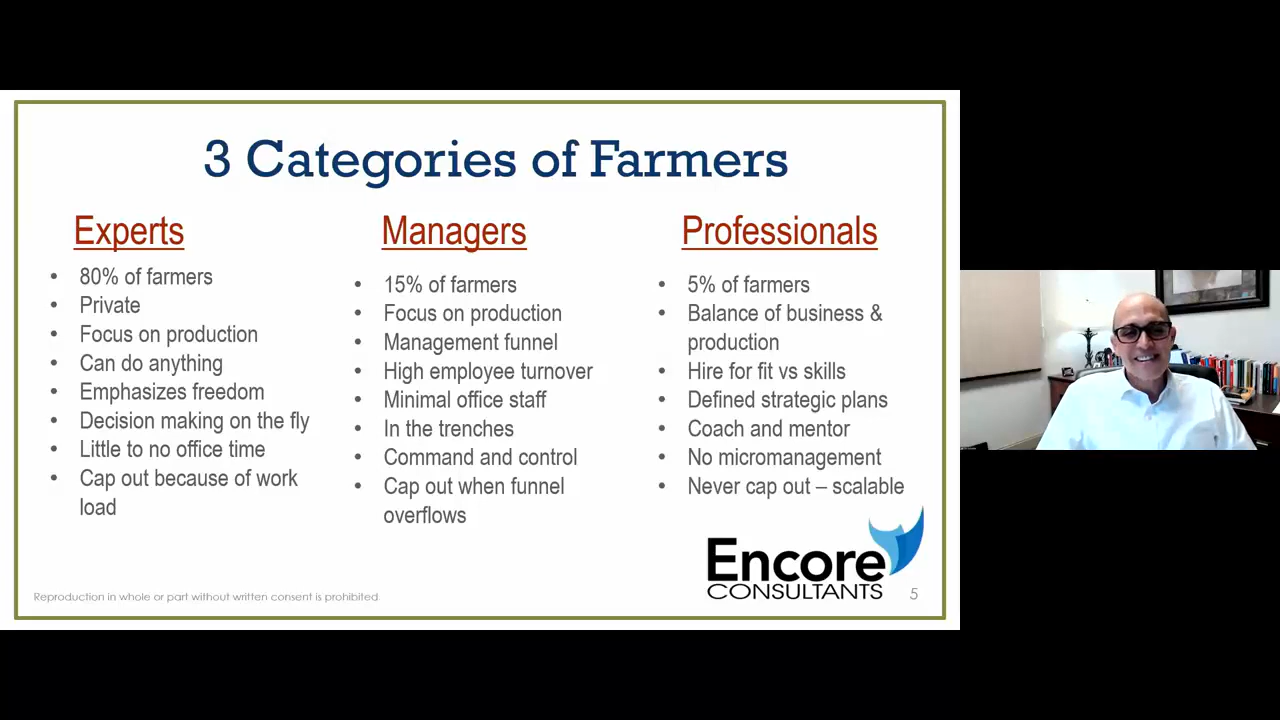 3 Categories of Farmers
Experts
• 80% of farmers
• Private
• Focus on production
• Can do anything
• Emphasizes freedom
• Decision making on the fly
• Little to no office time
• Cap out because of work
load
Managers
• 15% of farmers
• Focus on production
• Management funnel
• High employee turnover
• Minimal office staff
• In the trenches
• Command and control
• Cap out when funnel
overflows
Professionals
• 5% of farmers
• Balance of business &
production
• Hire for fit vs skills
• Defined strategic plans
• Coach and mentor
• No micromanagement
• Never cap out – scalable
Encore
CONSULTANTS
Reproduction in whole or part without written consent is prohibited
5